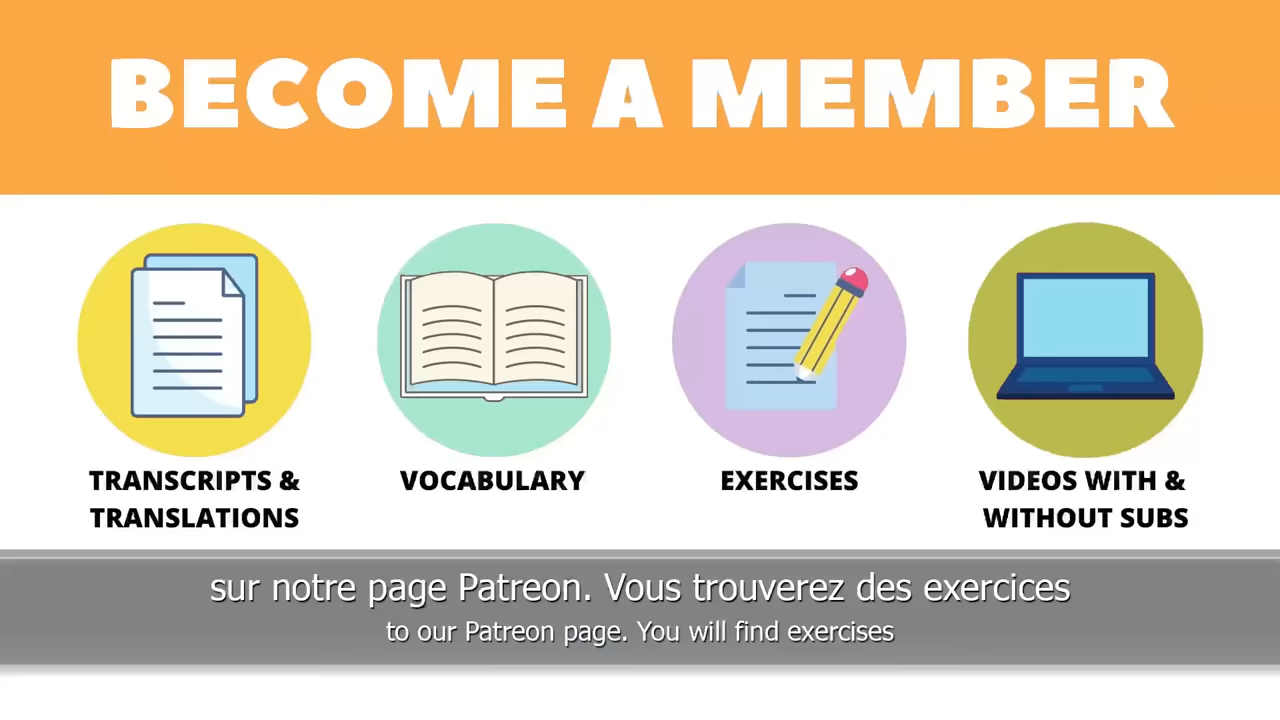 BECOME A MEMBER
TRANSCRIPTS &
TRANSLATIONS
VOCABULARY
EXERCISES
VIDEOS WITH &
WITHOUT SUBS
sur notre page Patreon. Vous trouverez des exercices
to our Patreon page. You will find exercises